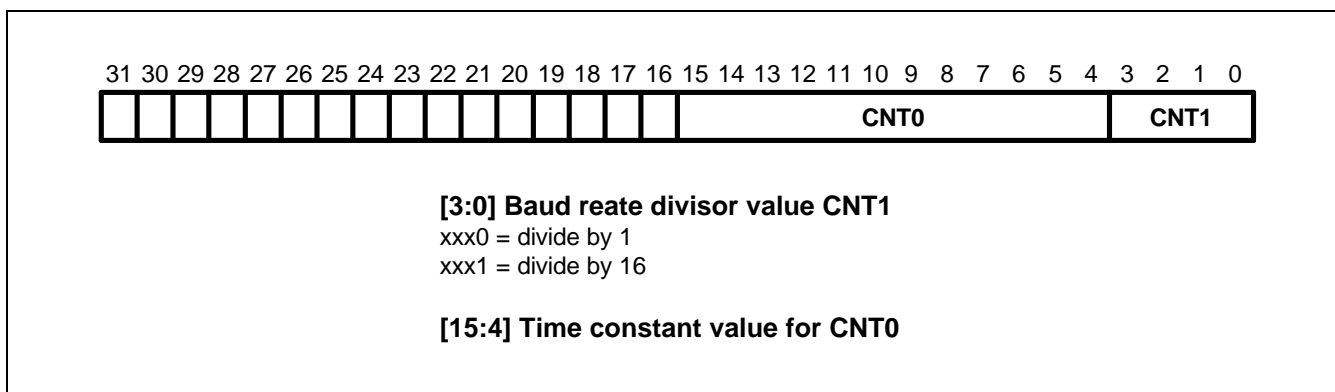 31 30 29 28 27 26 25 24 23 22 21 20 19 18 17 16 15 14 13 12 11 10 9 8 7 6 5 4 3 2 1 0
CNT0 CNT1
[3:0] Baud reate divisor value CNT1
xxx0 = divide by 1
xxx1 = divide by 16
[15:4] Time constant value for CNT0